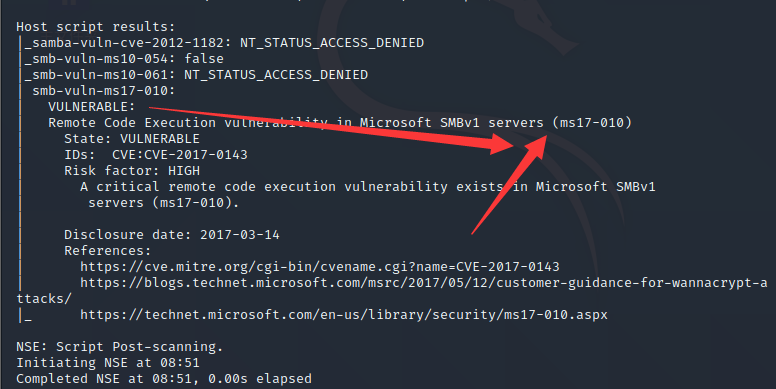 Host script results:
|_samba-vuln-cve-2012-1182: NT_STATUS_ACCESS_DENIED
|_smb-vuln-ms10-054: false
|_smb-vuln-ms10-061: NT_STATUS_ACCESS_DENIED
| smb-vuln-ms17-010:
|   VULNERABLE:
|   Remote Code Execution vulnerability in Microsoft SMBv1 servers (ms17-010)
|     State: VULNERABLE
|     IDs:  CVE:CVE-2017-0143
|     Risk factor: HIGH
|       A critical remote code execution vulnerability exists in Microsoft SMBv1
|        servers (ms17-010).
|
|     Disclosure date: 2017-03-14
|     References:
|       https://cve.mitre.org/cgi-bin/cvename.cgi?name=CVE-2017-0143
|       https://blogs.technet.microsoft.com/msrc/2017/05/12/customer-guidance-for-wannacrypt-a
ttacks/
|_      https://technet.microsoft.com/en-us/library/security/ms17-010.aspx
NSE: Script Post-scanning.
Initiating NSE at 08:51
Completed NSE at 08:51, 0.00s elapsed